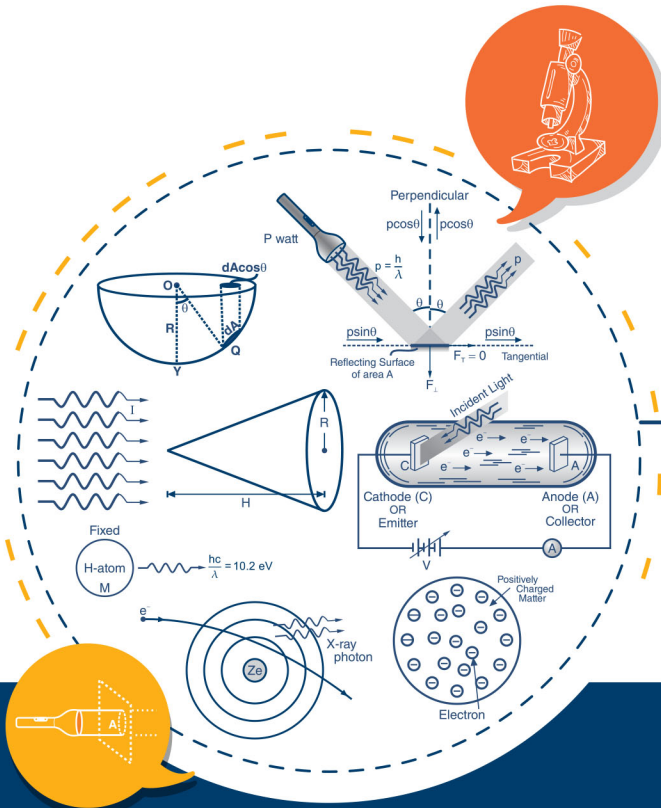 Perpendicular
pcosθ pcosθ
P watt
p = h/λ
p
θ θ
psinθ psinθ
Reflecting Surface
of area A
F_T = 0
Tangential
F_⊥
dAcosθ
O
θ
R
dA
Q
Y
I
R
H
Incident Light
e⁻ e⁻ e⁻
C e⁻ e⁻ e⁻ A
Cathode (C)
OR
Emitter
Anode (A)
OR
Collector
V
A
Fixed
H-atom
M
hc/λ = 10.2 eV
e⁻
X-ray
photon
Ze
Positively
Charged
Matter
Electron
A